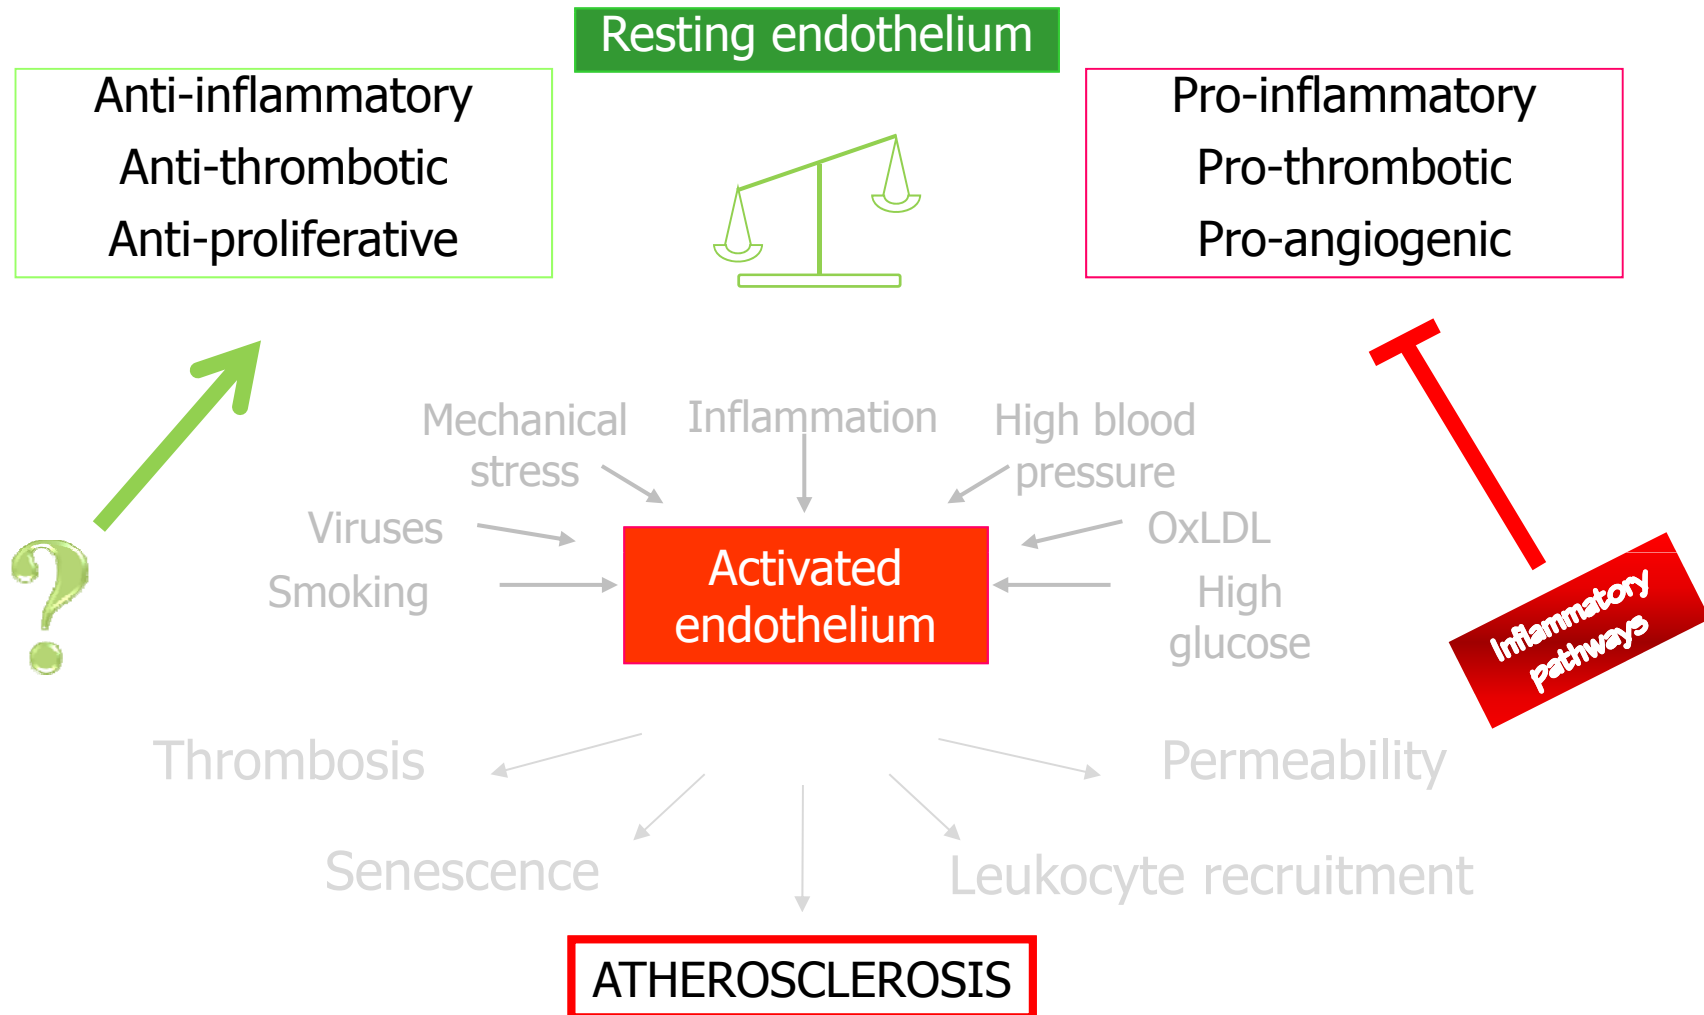 Resting endothelium
Anti-inflammatory
Anti-thrombotic
Anti-proliferative
Pro-inflammatory
Pro-thrombotic
Pro-angiogenic
Mechanical
stress
Inflammation
High blood
pressure
Viruses
OxLDL
Smoking
High
glucose
Activated
endothelium
?
Inflammatory
pathways
Thrombosis
Permeability
Senescence
Leukocyte recruitment
ATHEROSCLEROSIS